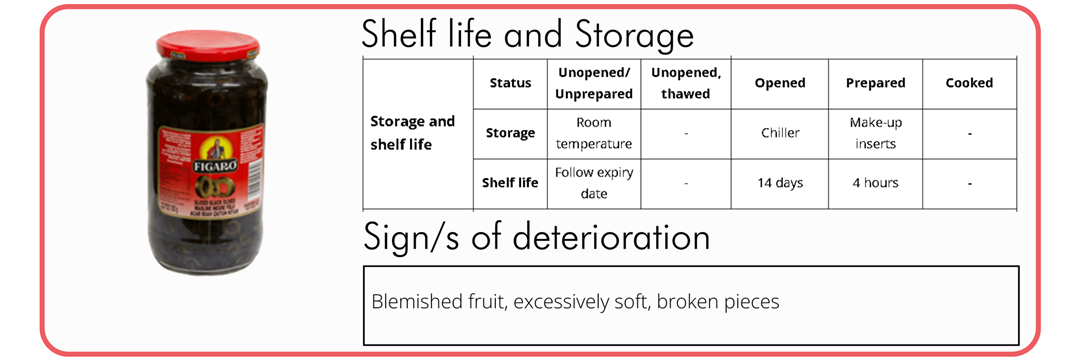 Shelf life and Storage
Storage and
shelf life
Status
Unopened/
Unprepared
Unopened,
thawed
Opened
Prepared
Cooked
Storage
Room
temperature
-
Chiller
Make-up
inserts
-
Shelf life
Follow expiry
date
-
14 days
4 hours
-
Sign/s of deterioration
Blemished fruit, excessively soft, broken pieces
FIGARO
SLICED BLACK OLIVES